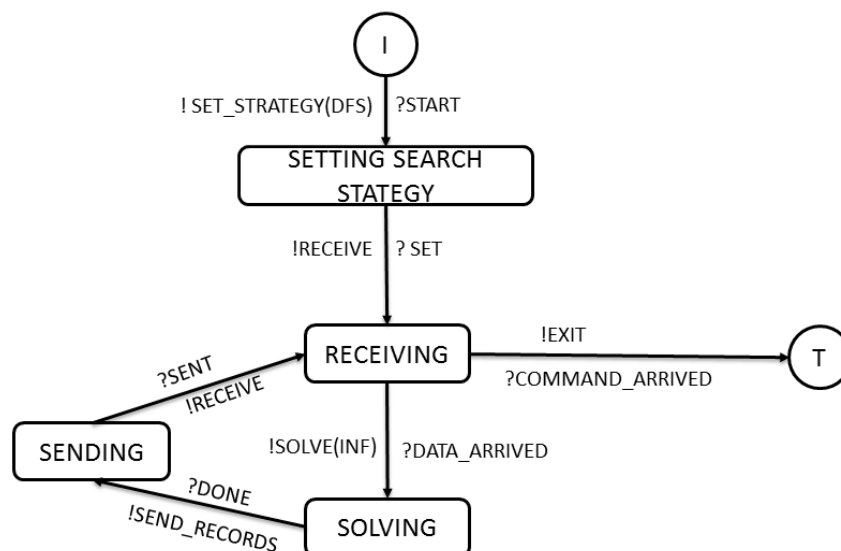 I
! SET_STRATEGY(DFS) ?START
SETTING SEARCH
STATEGY
!RECEIVE ? SET
RECEIVING
!EXIT
?COMMAND_ARRIVED
T
?SENT
!RECEIVE
SENDING
!SOLVE(INF) ?DATA_ARRIVED
?DONE
!SEND_RECORDS
SOLVING